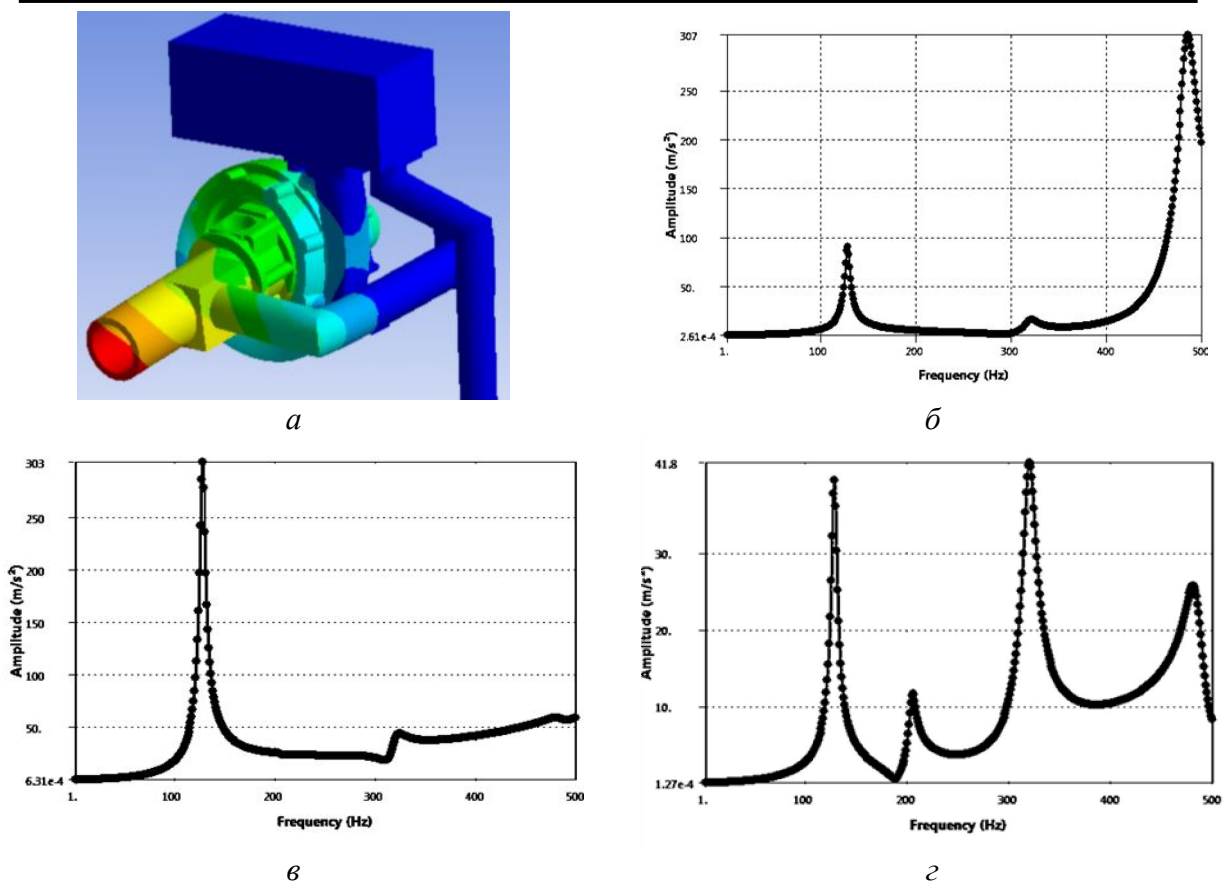 307
250
200
150
100
50.
2.61e-4
Amplitude (m/s²)
1.
100
200
300
400
500
Frequency (Hz)
а
б
303
250
200
150
100
50.
6.31e-4
Amplitude (m/s²)
1.
100
200
300
400
500
Frequency (Hz)
41.8
30.
20.
10.
1.27e-4
Amplitude (m/s²)
1.
100
200
300
400
500
Frequency (Hz)
в
г